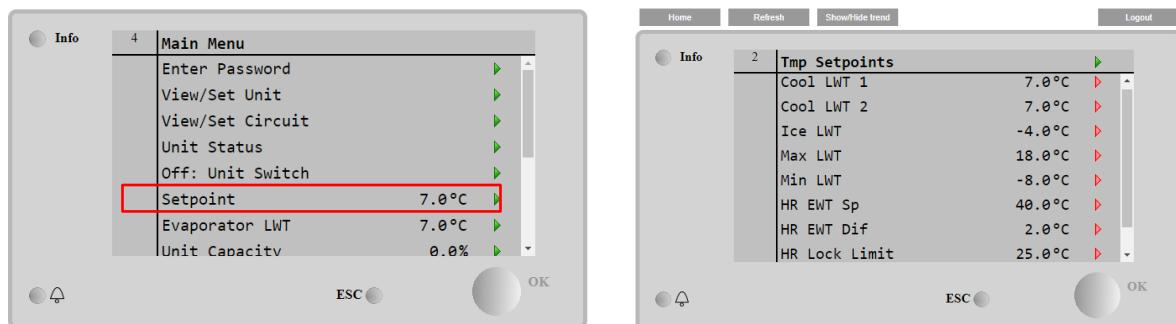 Info
4 Main Menu
Enter Password
View/Set Unit
View/Set Circuit
Unit Status
Off: Unit Switch
Setpoint 7.0°C
Evaporator LWT 7.0°C
Unit Capacity 0.0%
ESC
OK
Home Refresh Show/Hide trend Logout
Info
2 Tmp Setpoints
Cool LWT 1 7.0°C
Cool LWT 2 7.0°C
Ice LWT -4.0°C
Max LWT 18.0°C
Min LWT -8.0°C
HR EWT Sp 40.0°C
HR EWT Dif 2.0°C
HR Lock Limit 25.0°C
ESC
OK